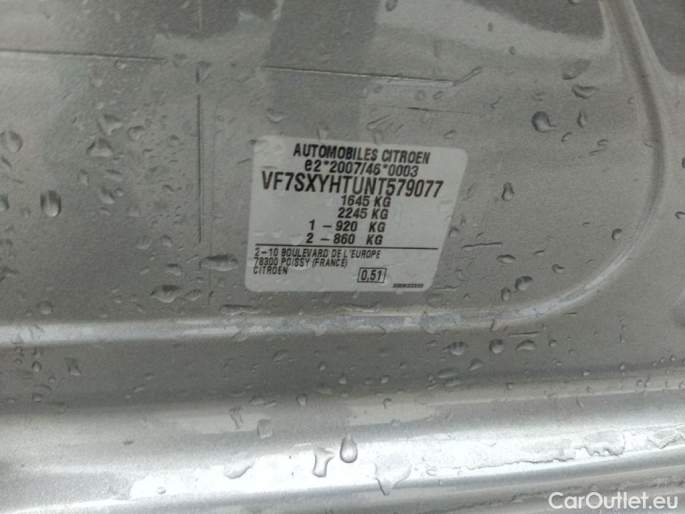 AUTOMOBILES CITROEN
e2*2007/46*0003
VF7SXYHTUNT579077
1645 KG
2245 KG
1 - 920 KG
2 - 860 KG
2-10 BOULEVARD DE L'EUROPE
78300 POISSY (FRANCE)
CITROEN
0,51
CarOutlet.eu